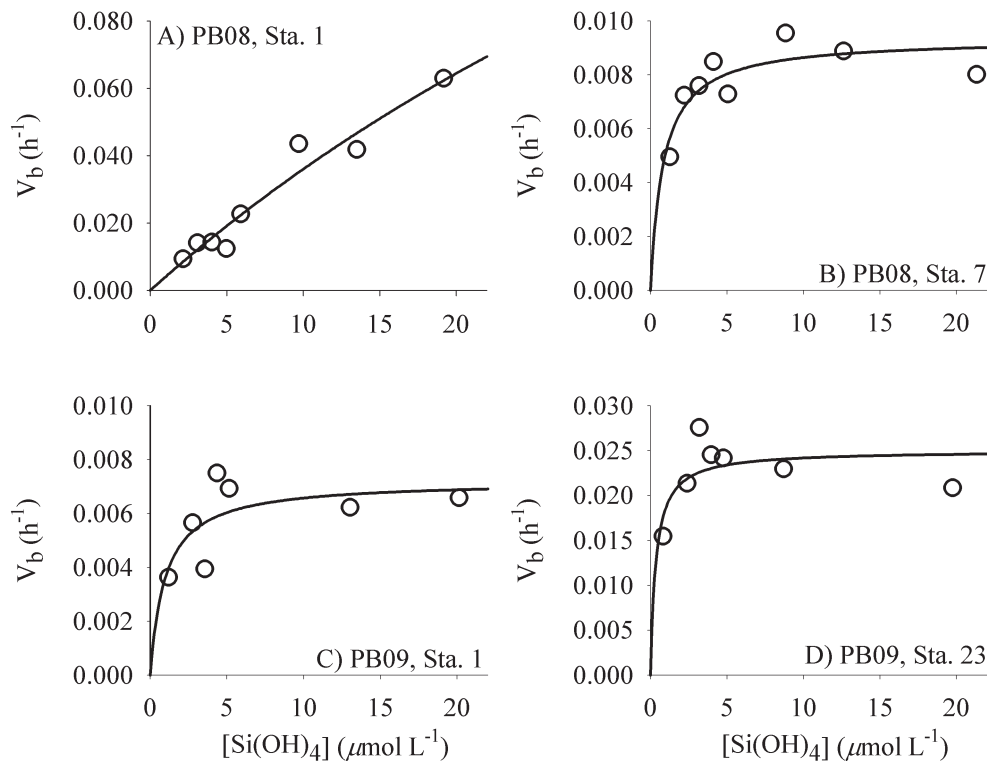 A) PB08, Sta. 1
V_b (h⁻¹)
0.080
0.060
0.040
0.020
0.000
0 5 10 15 20
B) PB08, Sta. 7
V_b (h⁻¹)
0.010
0.008
0.006
0.004
0.002
0.000
0 5 10 15 20
C) PB09, Sta. 1
V_b (h⁻¹)
0.010
0.008
0.006
0.004
0.002
0.000
0 5 10 15 20
[Si(OH)₄] (μmol L⁻¹)
D) PB09, Sta. 23
V_b (h⁻¹)
0.030
0.025
0.020
0.015
0.010
0.005
0.000
0 5 10 15 20
[Si(OH)₄] (μmol L⁻¹)